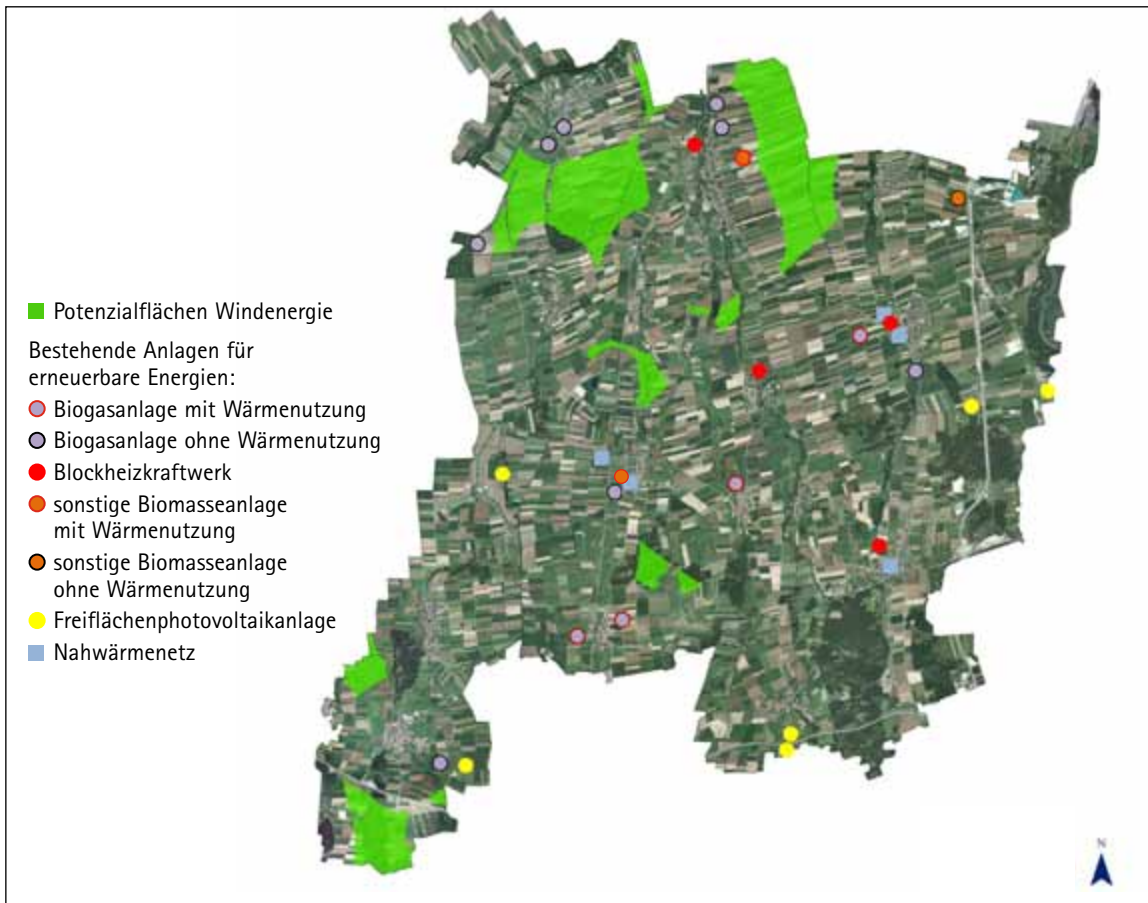 Potenzialflächen Windenergie
Bestehende Anlagen für
erneuerbare Energien:
Biogasanlage mit Wärmenutzung
Biogasanlage ohne Wärmenutzung
Blockheizkraftwerk
sonstige Biomasseanlage
mit Wärmenutzung
sonstige Biomasseanlage
ohne Wärmenutzung
Freiflächenphotovoltaikanlage
Nahwärmenetz
N